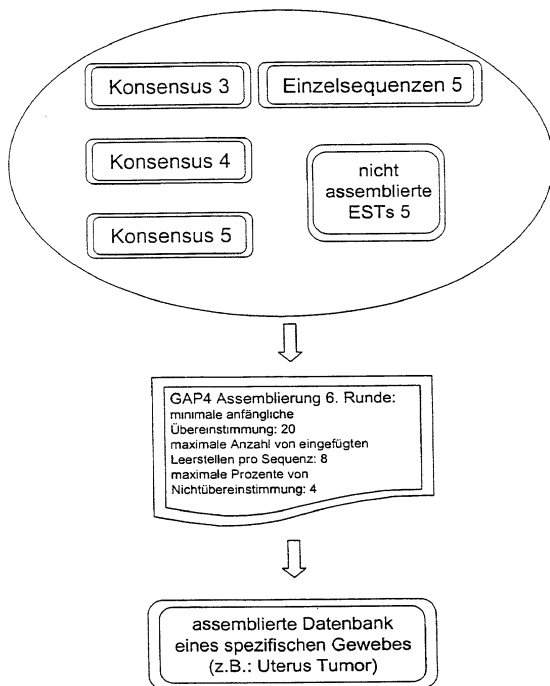 Konsensus 3
Einzelsequenzen 5
Konsensus 4
nicht
assemblierte
ESTs 5
Konsensus 5
GAP4 Assemblierung 6. Runde:
minimale anfängliche
Übereinstimmung: 20
maximale Anzahl von eingefügten
Leerstellen pro Sequenz: 8
maximale Prozente von
Nichtübereinstimmung: 4
assemblierte Datenbank
eines spezifischen Gewebes
(z.B.: Uterus Tumor)